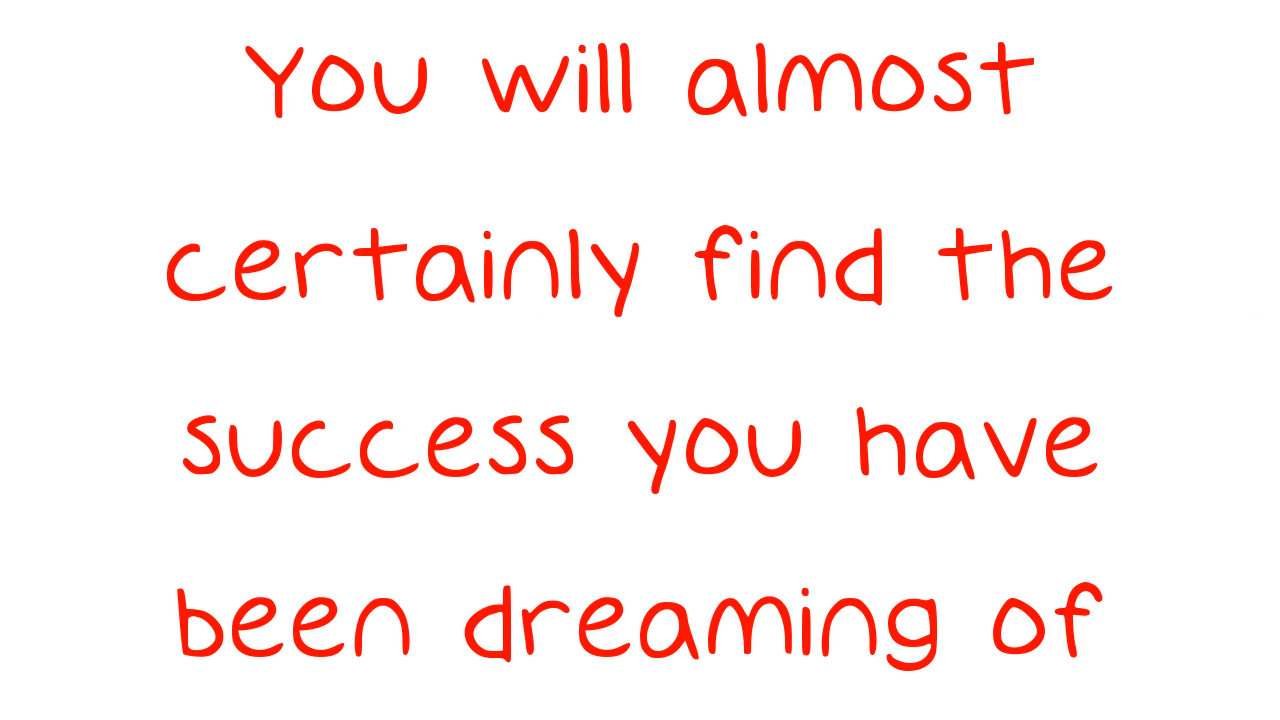 You will almost
certainly find the
success you have
been dreaming of